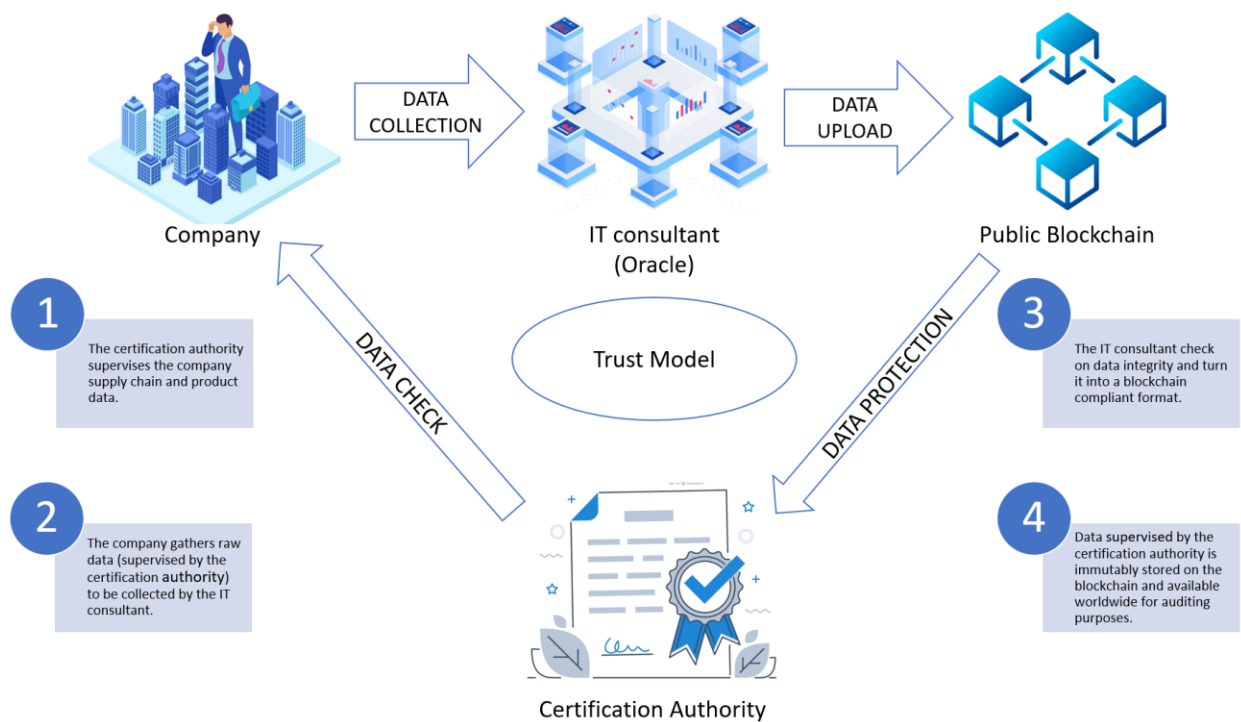 DATA
COLLECTION
DATA
UPLOAD
Company
IT consultant
(Oracle)
Public Blockchain
1
The certification authority
supervises the company
supply chain and product
data.
DATA CHECK
Trust Model
DATA PROTECTION
3
The IT consultant check
on data integrity and turn
it into a blockchain
compliant format.
2
The company gathers raw
data (supervised by the
certification authority)
to be collected by the IT
consultant.
4
Data supervised by the
certification authority is
immutably stored on the
blockchain and available
worldwide for auditing
purposes.
Certification Authority